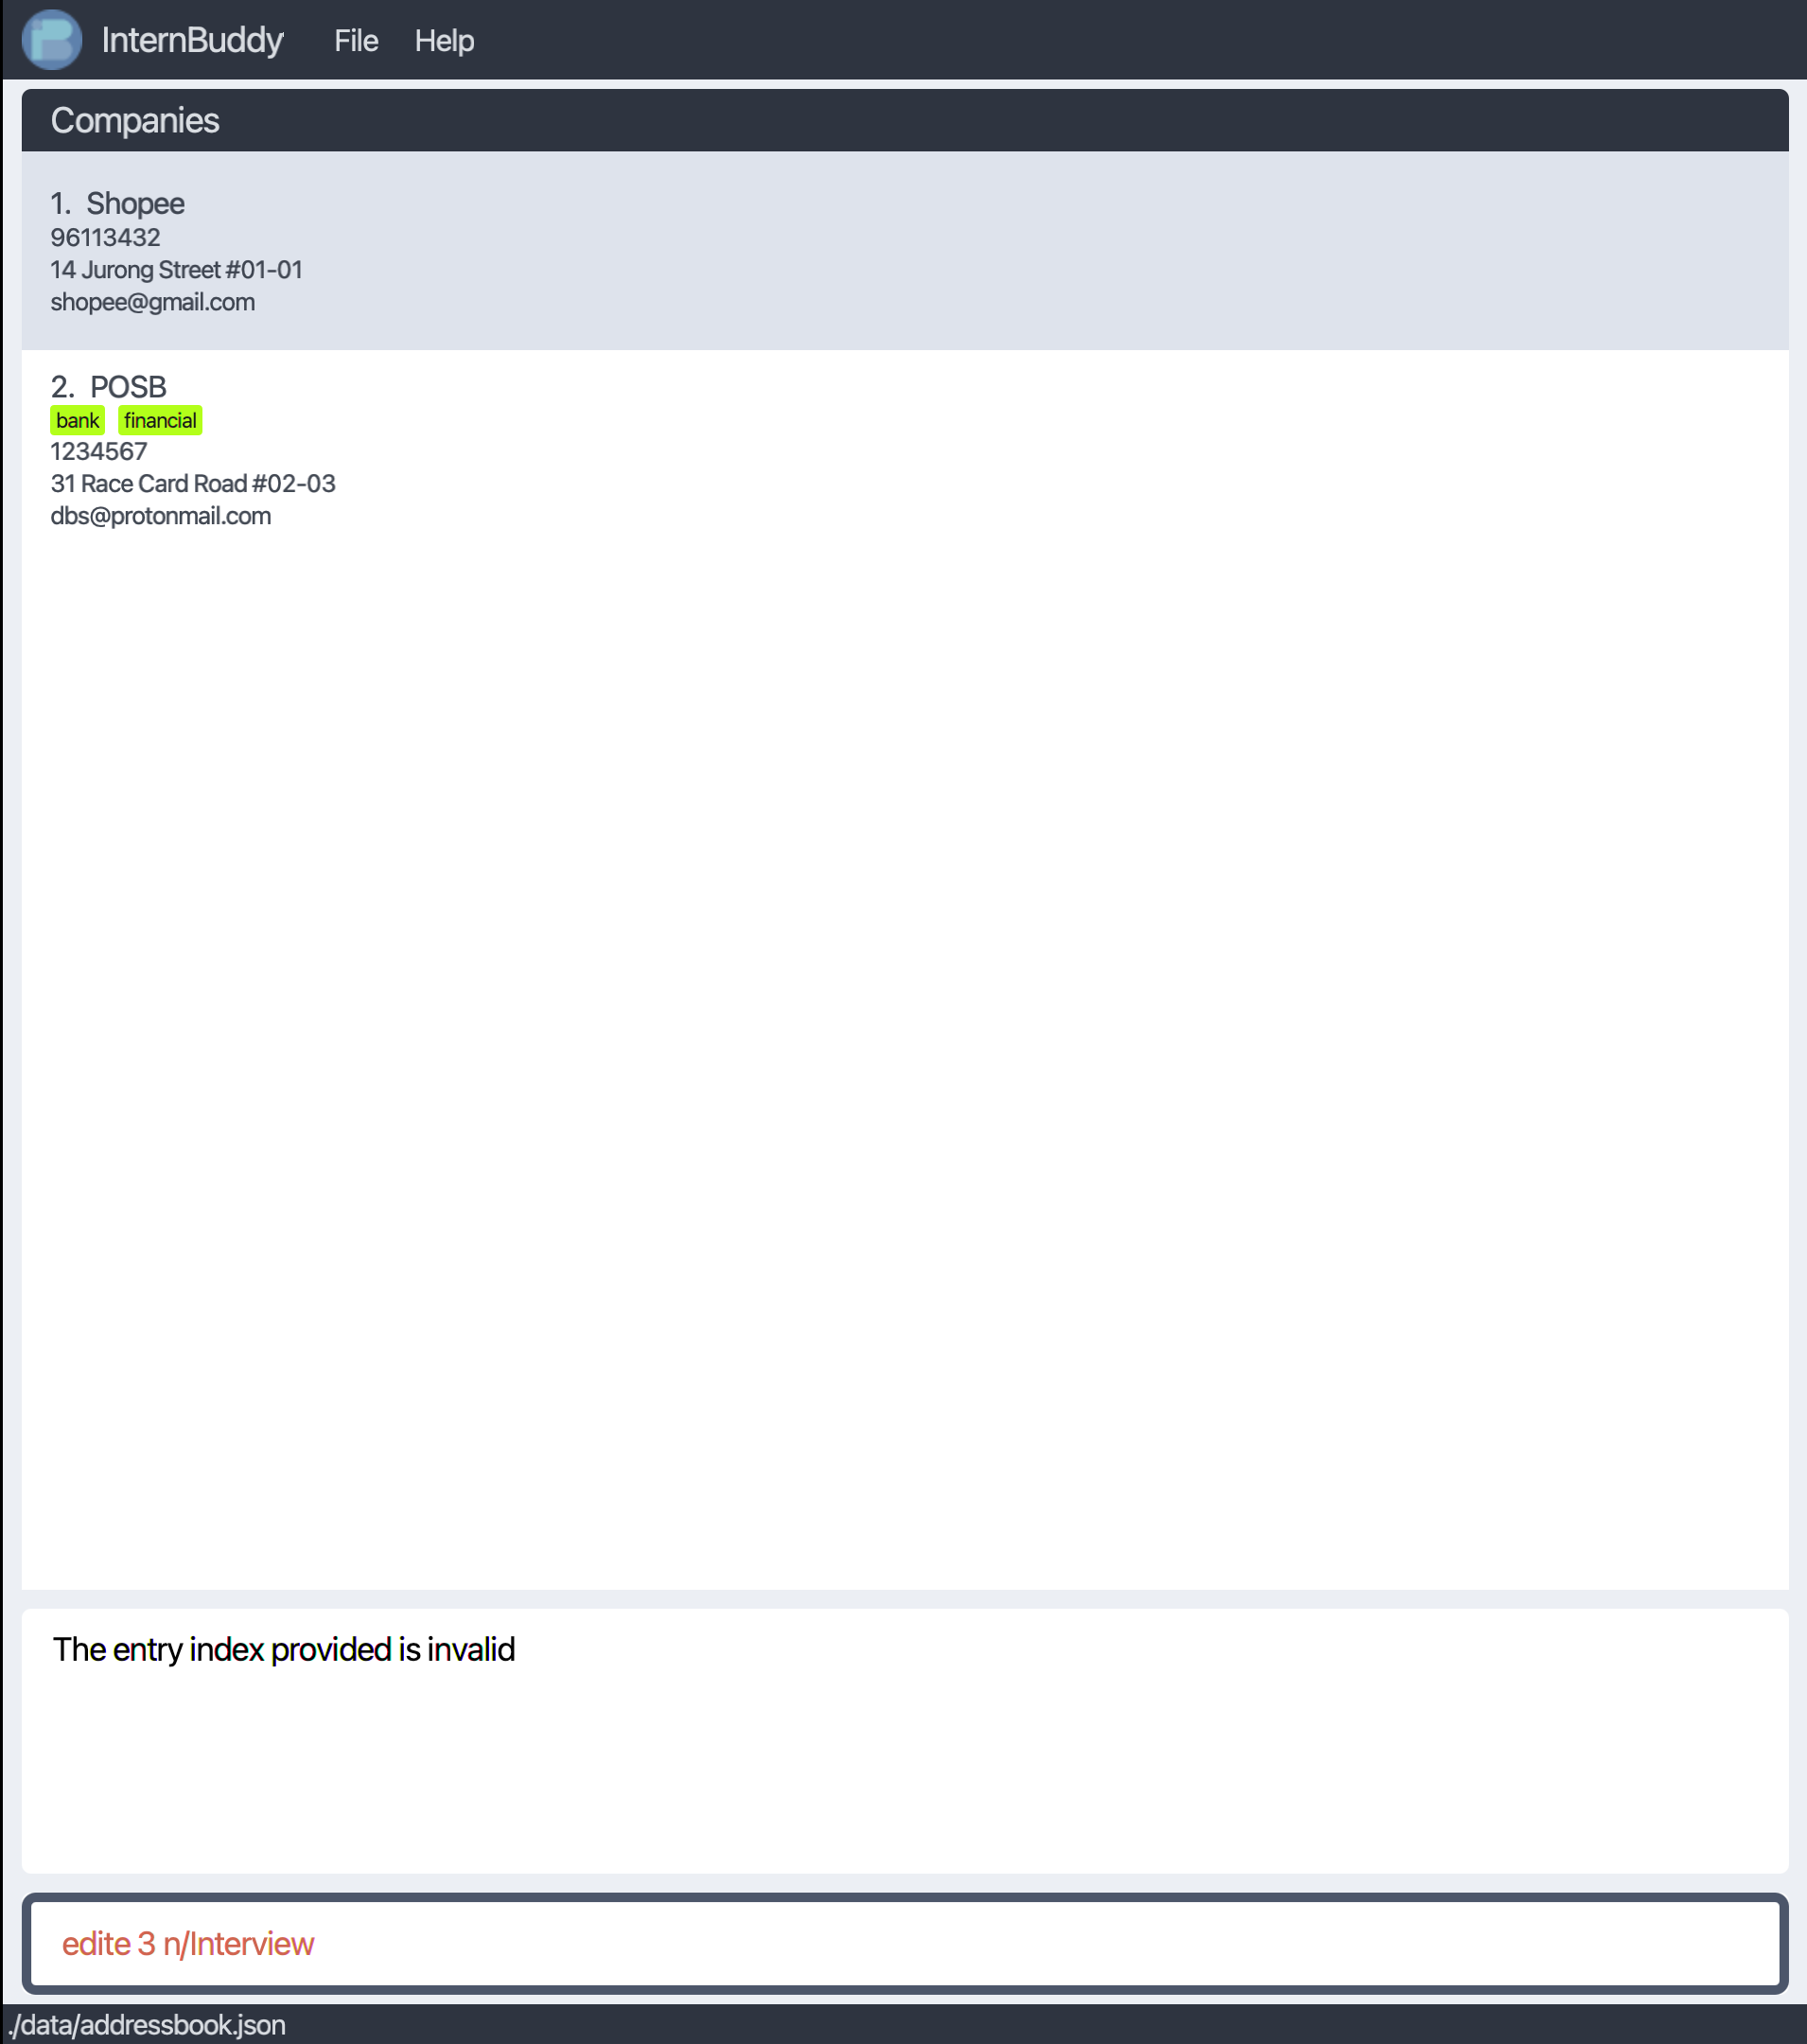 InternBuddy File Help
Companies
1. Shopee
96113432
14 Jurong Street #01-01
shopee@gmail.com
2. POSB
bank financial
1234567
31 Race Card Road #02-03
dbs@protonmail.com
The entry index provided is invalid
edite 3 n/Interview
./data/addressbook.json